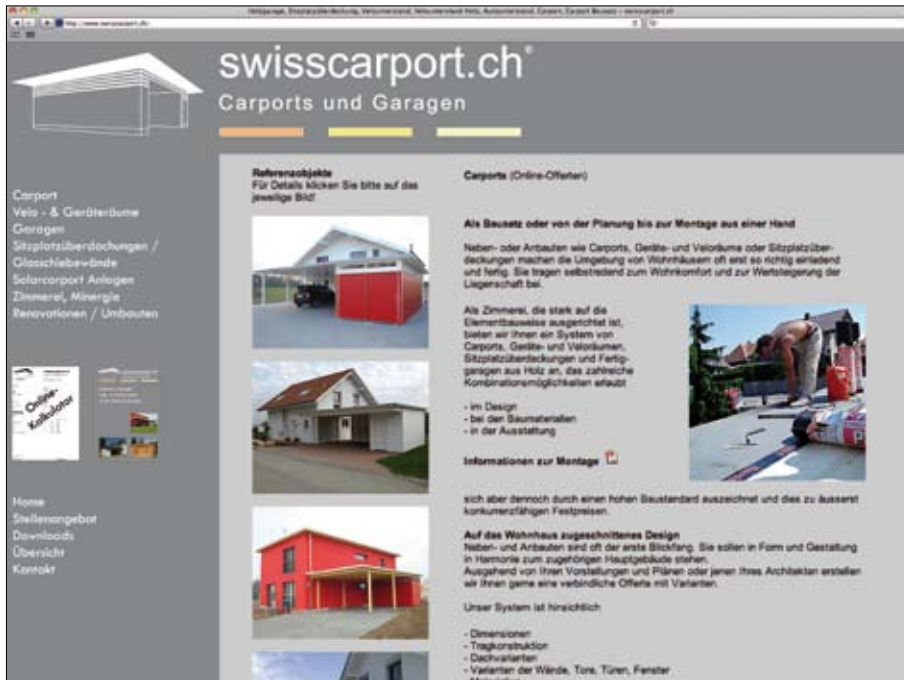 swisscarport.ch®
Carports und Garagen
Carport
Velo - & Geräteräume
Garagen
Sitzplatzüberdachungen /
Glasschiebewände
Solarcarport Anlagen
Zimmerei, Minergie
Renovationen / Umbauten
Online-
Kalkulator
Home
Stellenangebot
Downloads
Übersicht
Kontakt
Referenzobjekte
Für Details klicken Sie bitte auf das
jeweilige Bild!
Carports (Online-Offerten)
Als Bausatz oder von der Planung bis zur Montage aus einer Hand
Neben- oder Anbauten wie Carports, Geräte- und Veloräume oder Sitzplatzüber-
deckungen machen die Umgebung von Wohnhäusern oft erst so richtig einladend
und fertig. Sie tragen selbstredend zum Wohnkomfort und zur Wertsteigerung der
Liegenschaft bei.
Als Zimmerei, die stark auf die
Elementbauweise ausgerichtet ist,
bieten wir Ihnen ein System von
Carports, Geräte- und Veloräumen,
Sitzplatzüberdeckungen und Fertig-
garagen aus Holz an, das zahlreiche
Kombinationsmöglichkeiten erlaubt
- im Design
- bei den Baumaterialien
- in der Ausstattung
Informationen zur Montage
sich aber dennoch durch einen hohen Baustandard auszeichnet und dies zu äusserst
konkurrenzfähigen Festpreisen.
Auf das Wohnhaus zugeschnittenes Design
Neben- und Anbauten sind oft der erste Blickfang. Sie sollen in Form und Gestaltung
in Harmonie zum zugehörigen Hauptgebäude stehen.
Ausgehend von Ihren Vorstellungen und Plänen oder jenen Ihres Architekten erstellen
wir Ihnen gerne eine verbindliche Offerte mit Varianten.
Unser System ist hinsichtlich
- Dimensionen
- Tragkonstruktion
- Dachvarianten
- Varianten der Wände, Tore, Türen, Fenster